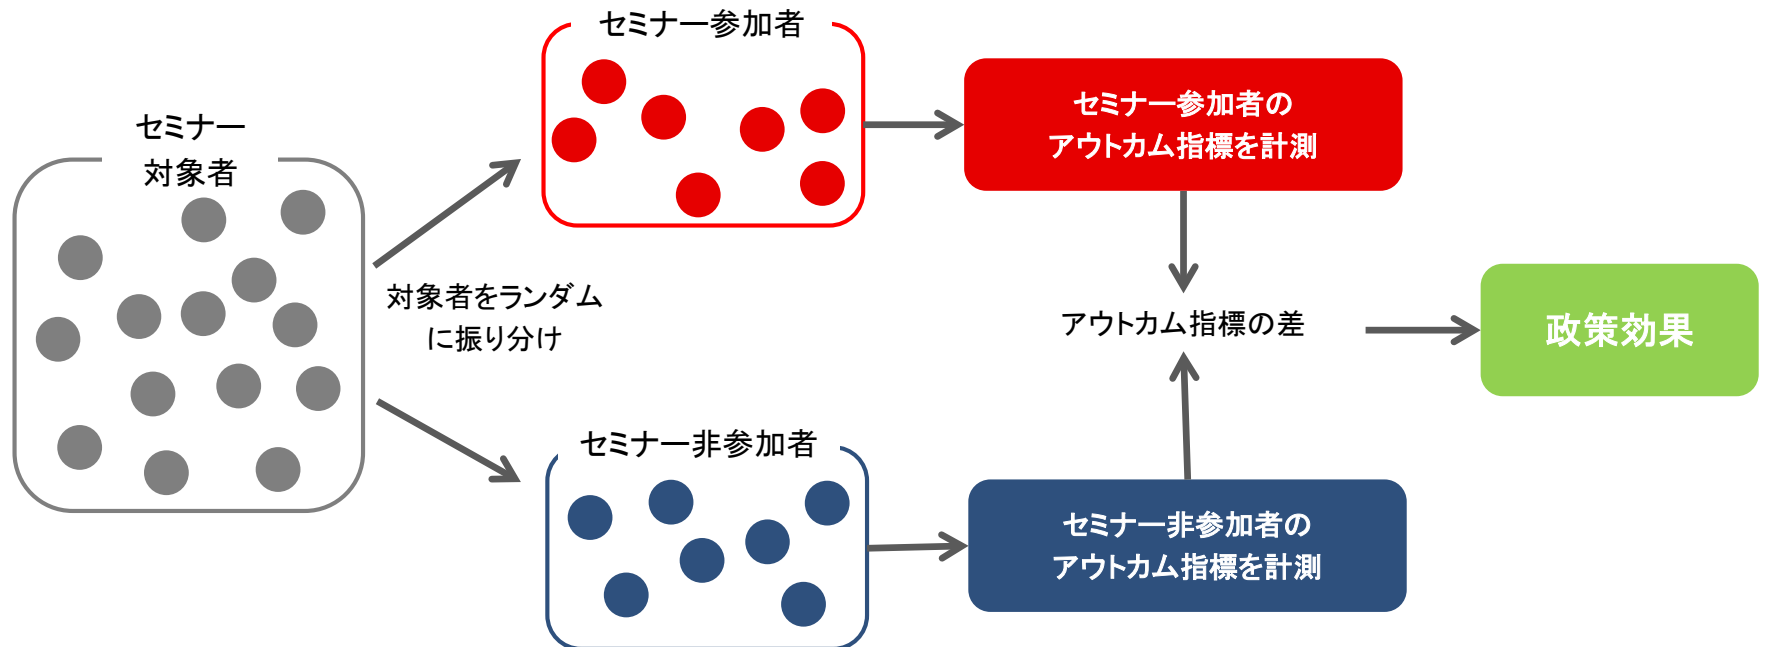 セミナー
対象者
対象者をランダム
に振り分け
セミナー参加者
セミナー参加者の
アウトカム指標を計測
アウトカム指標の差
政策効果
セミナー非参加者
セミナー非参加者の
アウトカム指標を計測